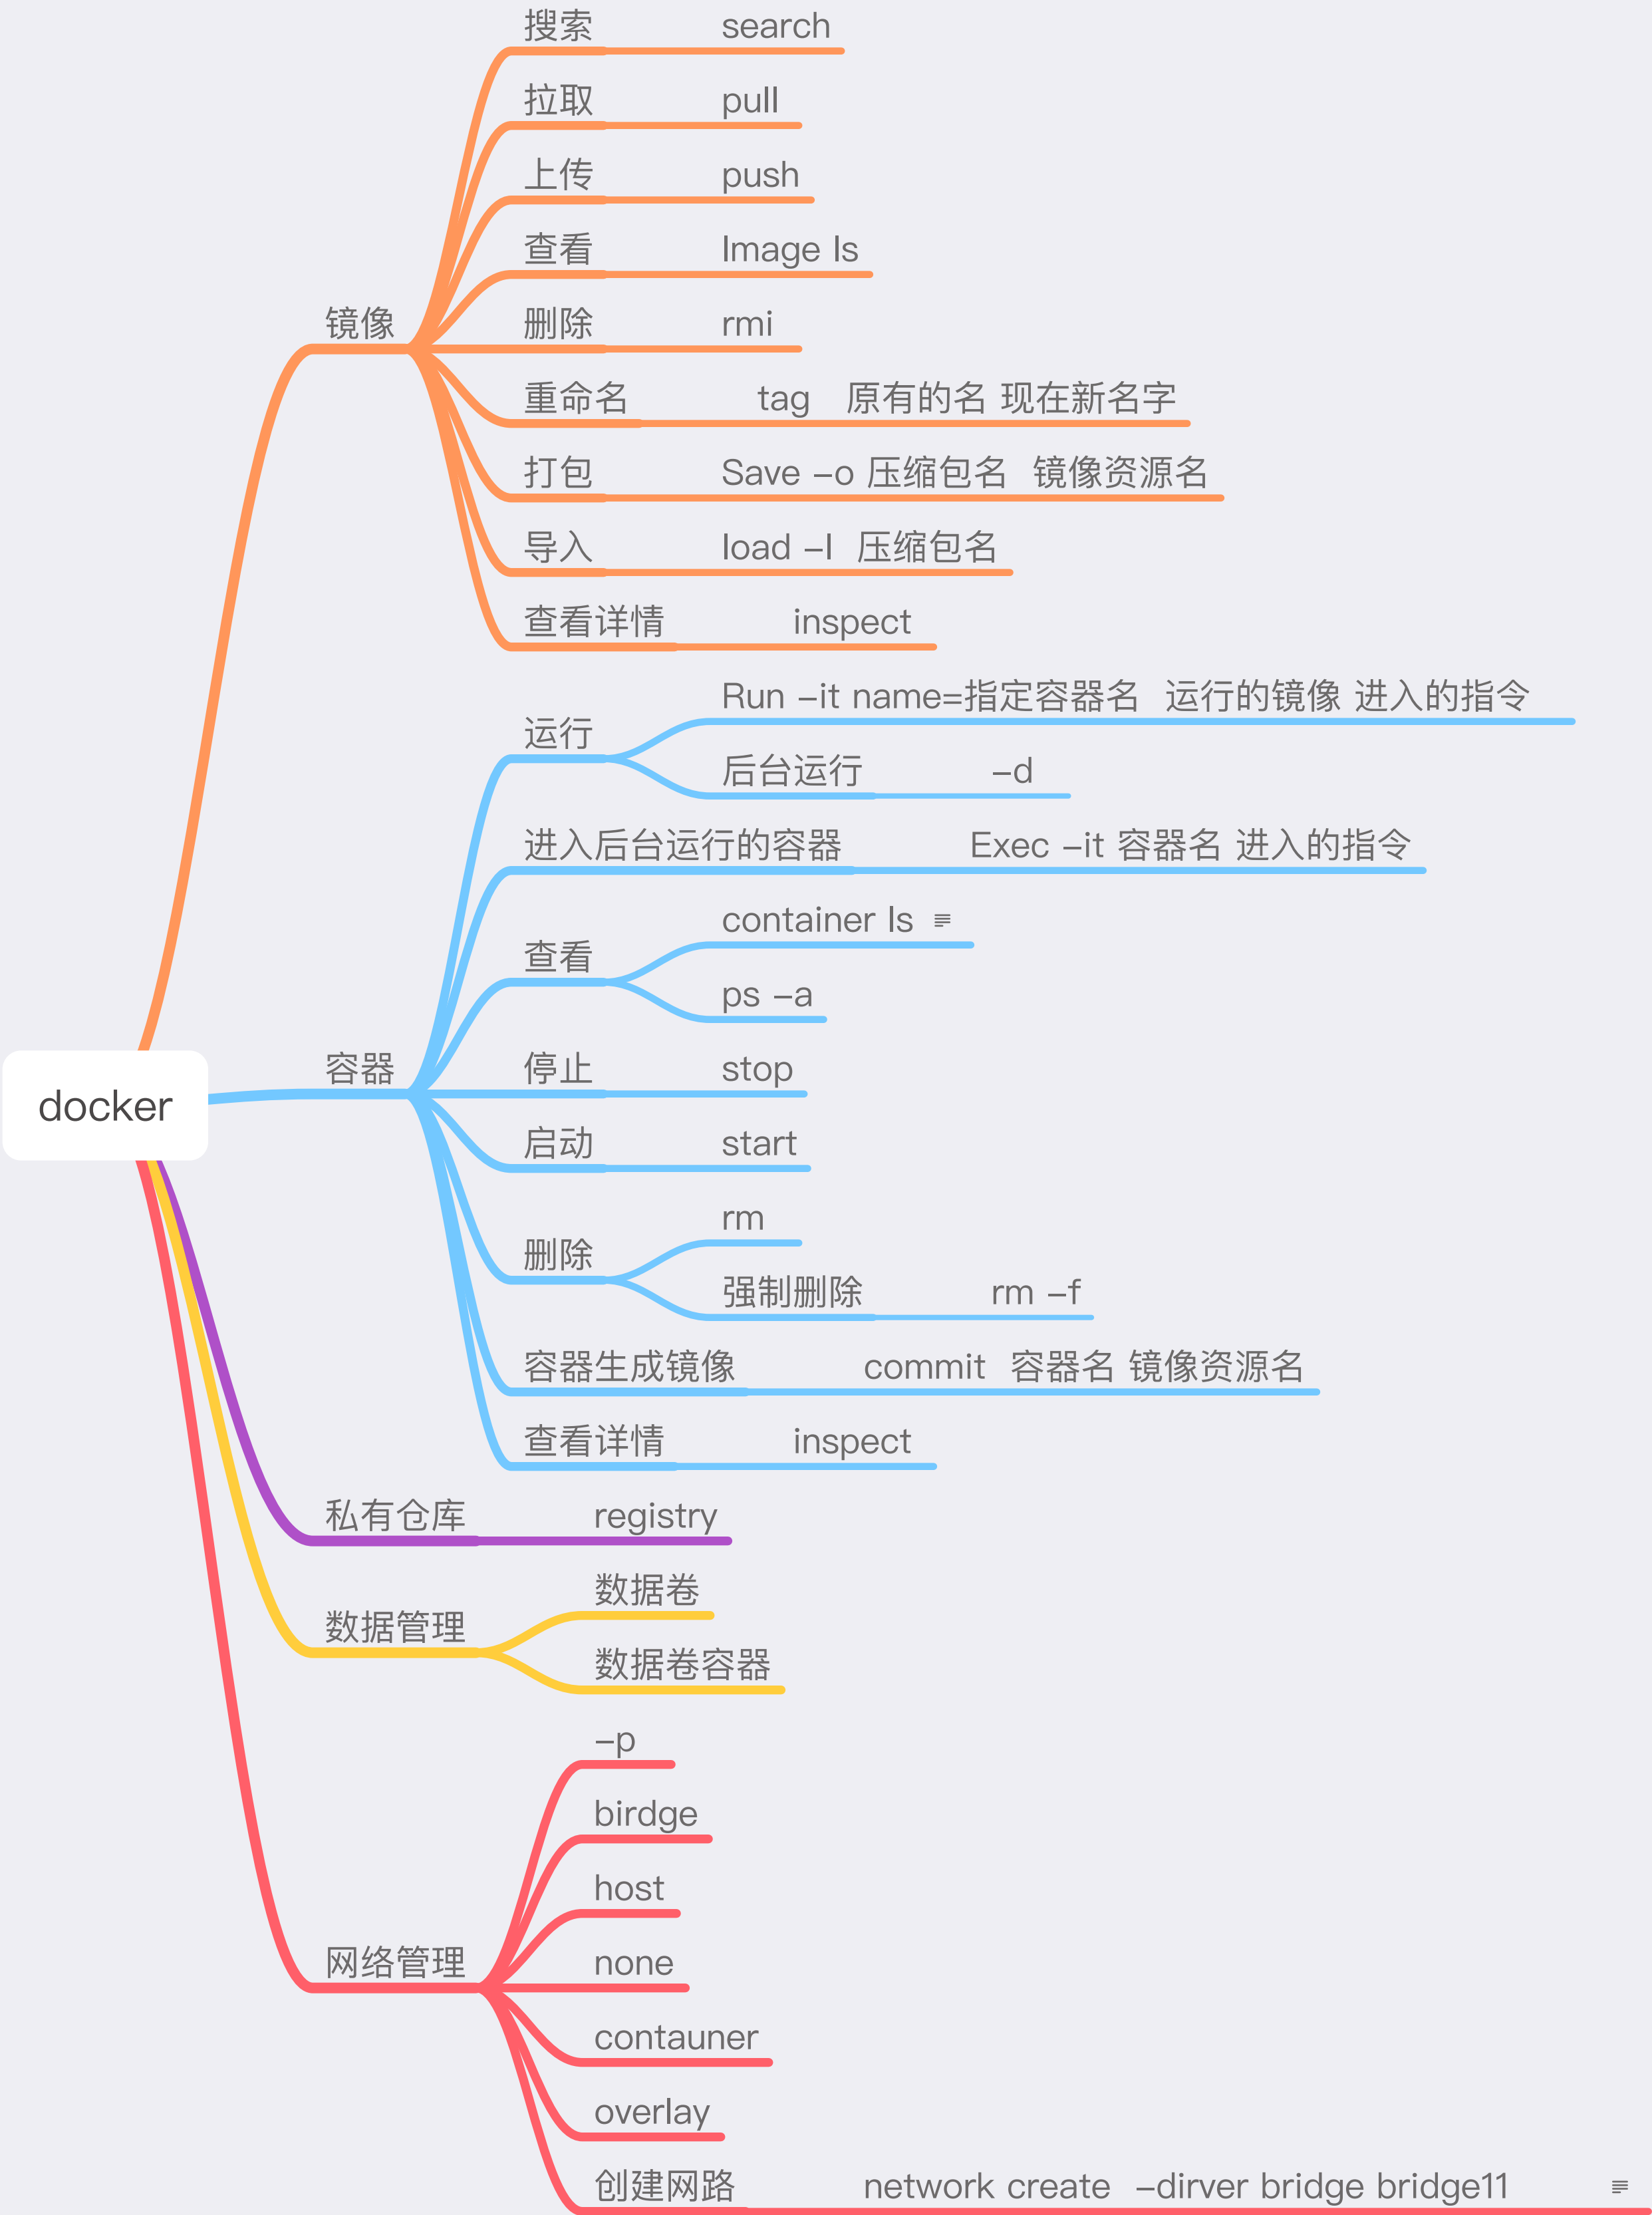 搜索 search
拉取 pull
上传 push
查看 Image ls
删除 rmi
镜像
重命名 tag 原有的名 现在新名字
打包 Save -o 压缩包名 镜像资源名
导入 load -I 压缩包名
查看详情 inspect
Run -it name=指定容器名 运行的镜像 进入的指令
运行
后台运行 -d
进入后台运行的容器 Exec -it 容器名 进入的指令
container ls
查看
ps -a
容器
停止 stop
docker
启动 start
rm
删除
强制删除 rm -f
容器生成镜像 commit 容器名 镜像资源名
查看详情 inspect
私有仓库 registry
数据卷
数据管理
数据卷容器
-p
birdge
host
网络管理
none
contauner
overlay
创建网路 network create -dirver bridge bridge11